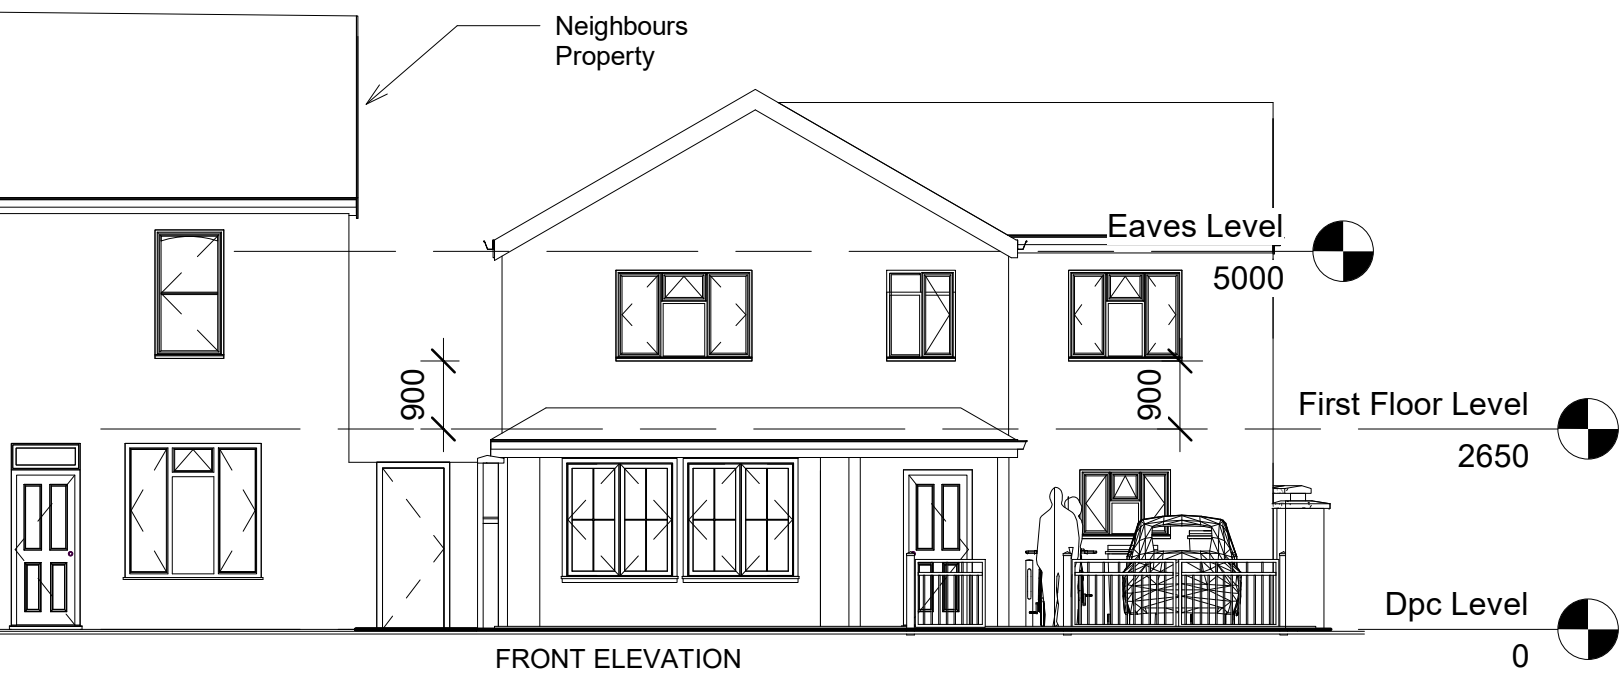 Neighbours
Property
Eaves Level
5000
900
900
First Floor Level
2650
Dpc Level
0
FRONT ELEVATION